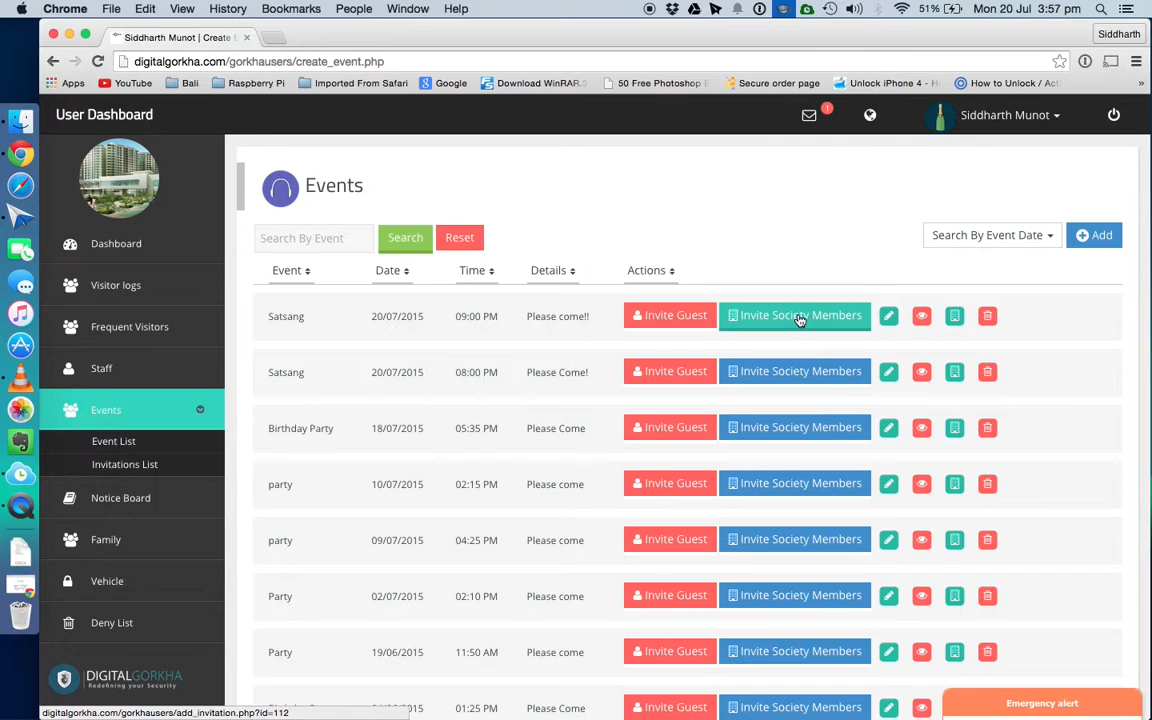 Chrome File Edit View History Bookmarks People Window Help 51% Mon 20 Jul 3:57 pm
Siddharth Munot | Create E
Siddharth
digitalgorkha.com/gorkhausers/create_event.php
Apps YouTube Bali Raspberry Pi Imported From Safari Google Download WinRAR. 50 Free Photoshop Secure order page Unlock iPhone 4 - H How to Unlock / Act »
User Dashboard 1 Siddharth Munot
Events
Search By Event Search Reset Search By Event Date Add
Event Date Time Details Actions
Satsang 20/07/2015 09:00 PM Please come!! Invite Guest Invite Society Members
Satsang 20/07/2015 08:00 PM Please Come! Invite Guest Invite Society Members
Birthday Party 18/07/2015 05:35 PM Please Come Invite Guest Invite Society Members
party 10/07/2015 02:15 PM Please come Invite Guest Invite Society Members
party 09/07/2015 04:25 PM Please come Invite Guest Invite Society Members
Party 02/07/2015 02:10 PM Please come Invite Guest Invite Society Members
Party 19/06/2015 11:50 AM Please come Invite Guest Invite Society Members
01:25 PM Please Come Invite Guest Invite Society Members
Dashboard
Visitor logs
Frequent Visitors
Staff
Events
Event List
Invitations List
Notice Board
Family
Vehicle
Deny List
DIGITALGORKHA
Redefining your Security
Emergency alert
digitalgorkha.com/gorkhausers/add_invitation.php?id=112